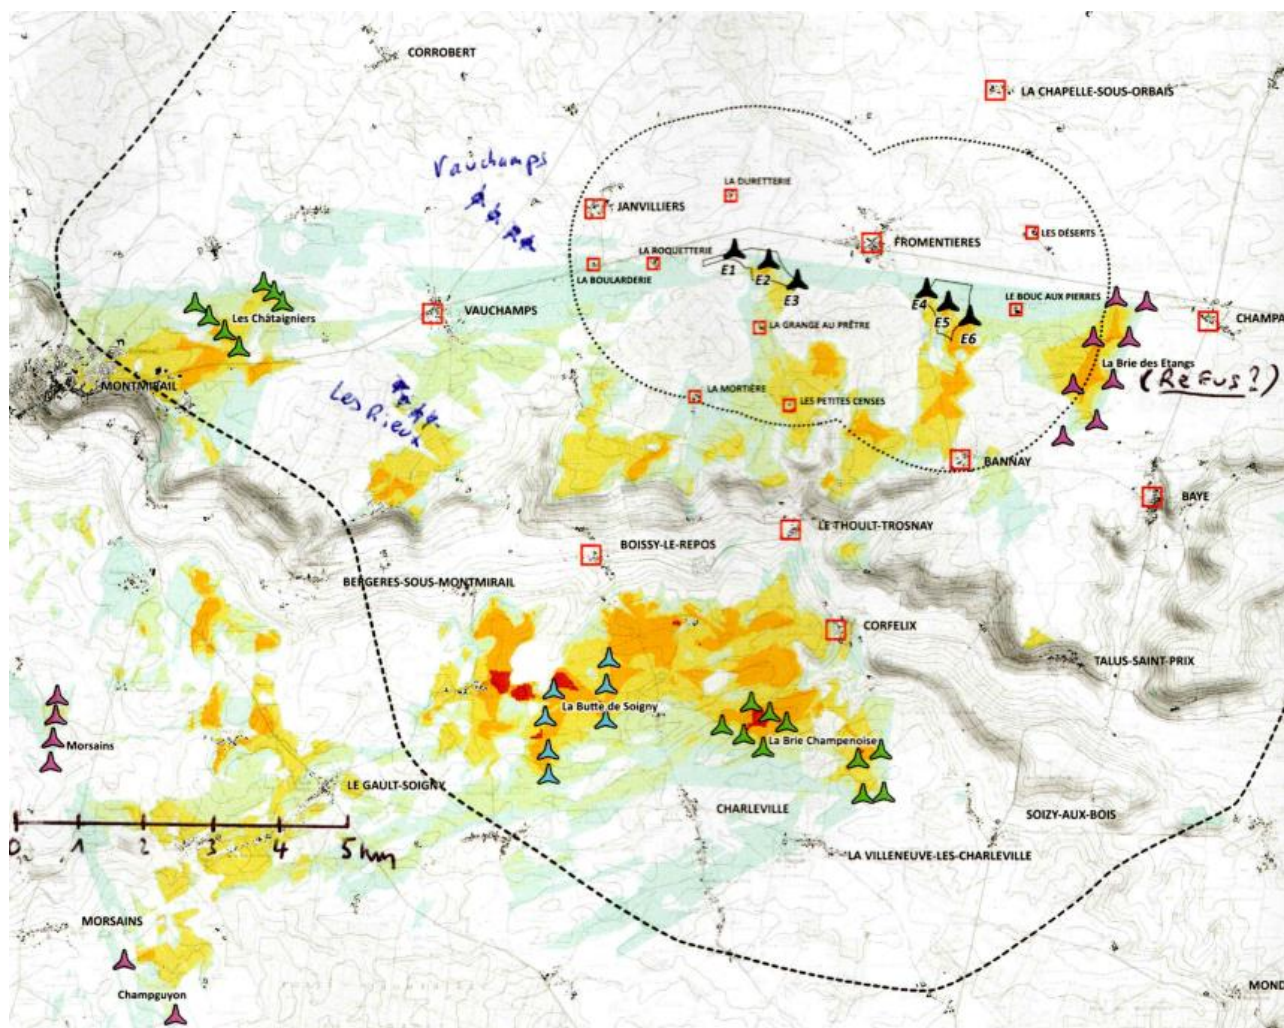 CORROBERT
LA CHAPELLE-SOUS-ORBAIS
Vauchamps
LA DURETTERIE
JANVILLIERS
LES DÉSERTS
FROMENTIERES
LA ROQUETTERIE
E1
LA BOULARDERIE
E2
E3
E4
LE BOUC AUX PIERRES
VAUCHAMPS
E5
CHAMPA
Les Châtaigniers
LA GRANGE AU PRÊTRE
E6
La Brie des Etangs
(REFUS?)
MONTMIRAIL
Les Rieux
LA MORTIÈRE
LES PETITES CENSES
BANNAY
BAYE
LE THOULT-TROSNAY
BOISSY-LE-REPOS
BERGERES-SOUS-MONTMIRAIL
CORFELIX
TALUS-SAINT-PRIX
La Butte de Soigny
La Brie Champenoise
Morsains
LE GAULT-SOIGNY
CHARLEVILLE
SOIZY-AUX-BOIS
0 1 2 3 4 5 km
LA VILLENEUVE-LES-CHARLEVILLE
MORSAINS
Champguyon
MOND